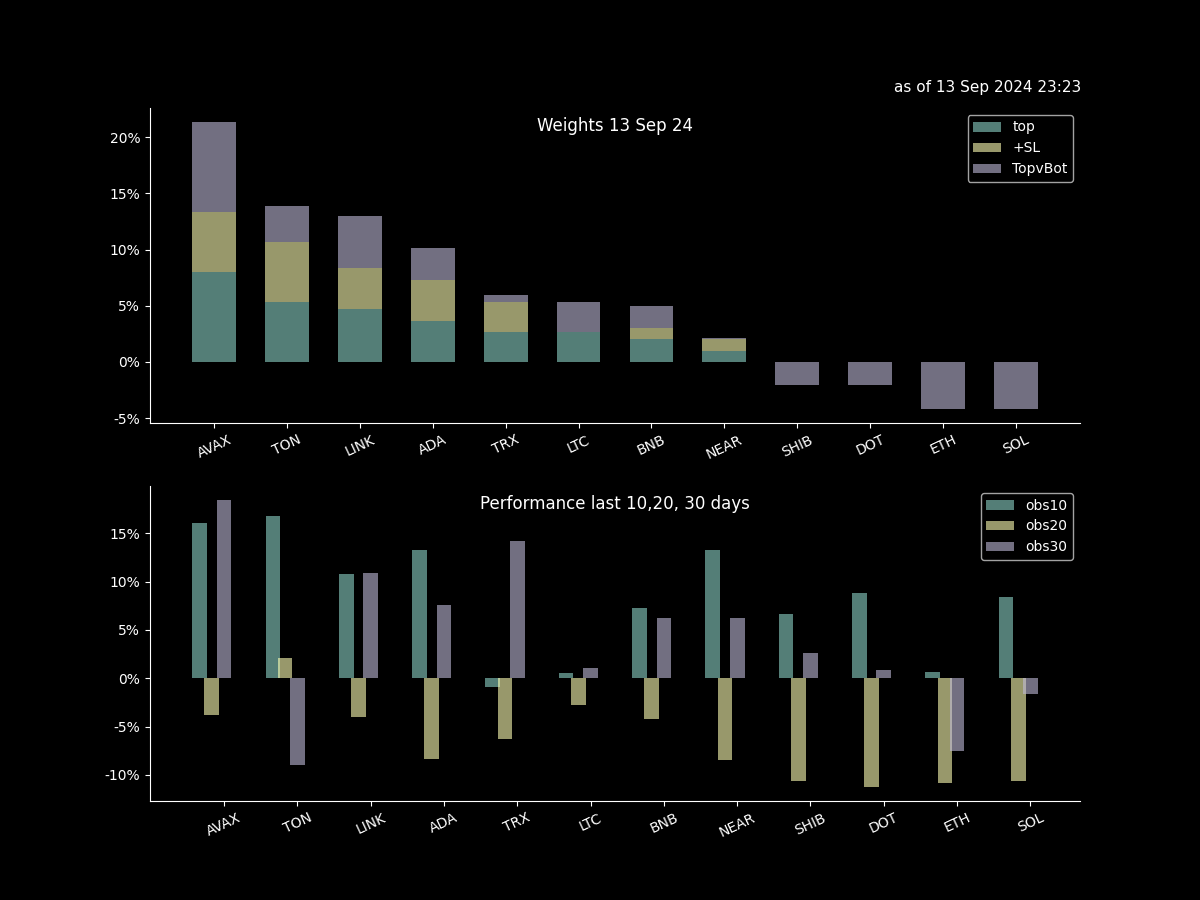 as of 13 Sep 2024 23:23
Weights 13 Sep 24
top
+SL
TopvBot
20%
15%
10%
5%
0%
-5%
AVAX TON LINK ADA TRX LTC BNB NEAR SHIB DOT ETH SOL
Performance last 10,20, 30 days
obs10
obs20
obs30
15%
10%
5%
0%
-5%
-10%
AVAX TON LINK ADA TRX LTC BNB NEAR SHIB DOT ETH SOL